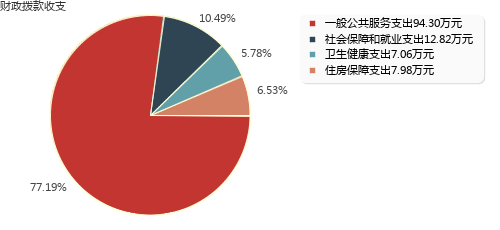 财政拨款收支
10.49%
5.78%
6.53%
77.19%
一般公共服务支出94.30万元
社会保障和就业支出12.82万元
卫生健康支出7.06万元
住房保障支出7.98万元